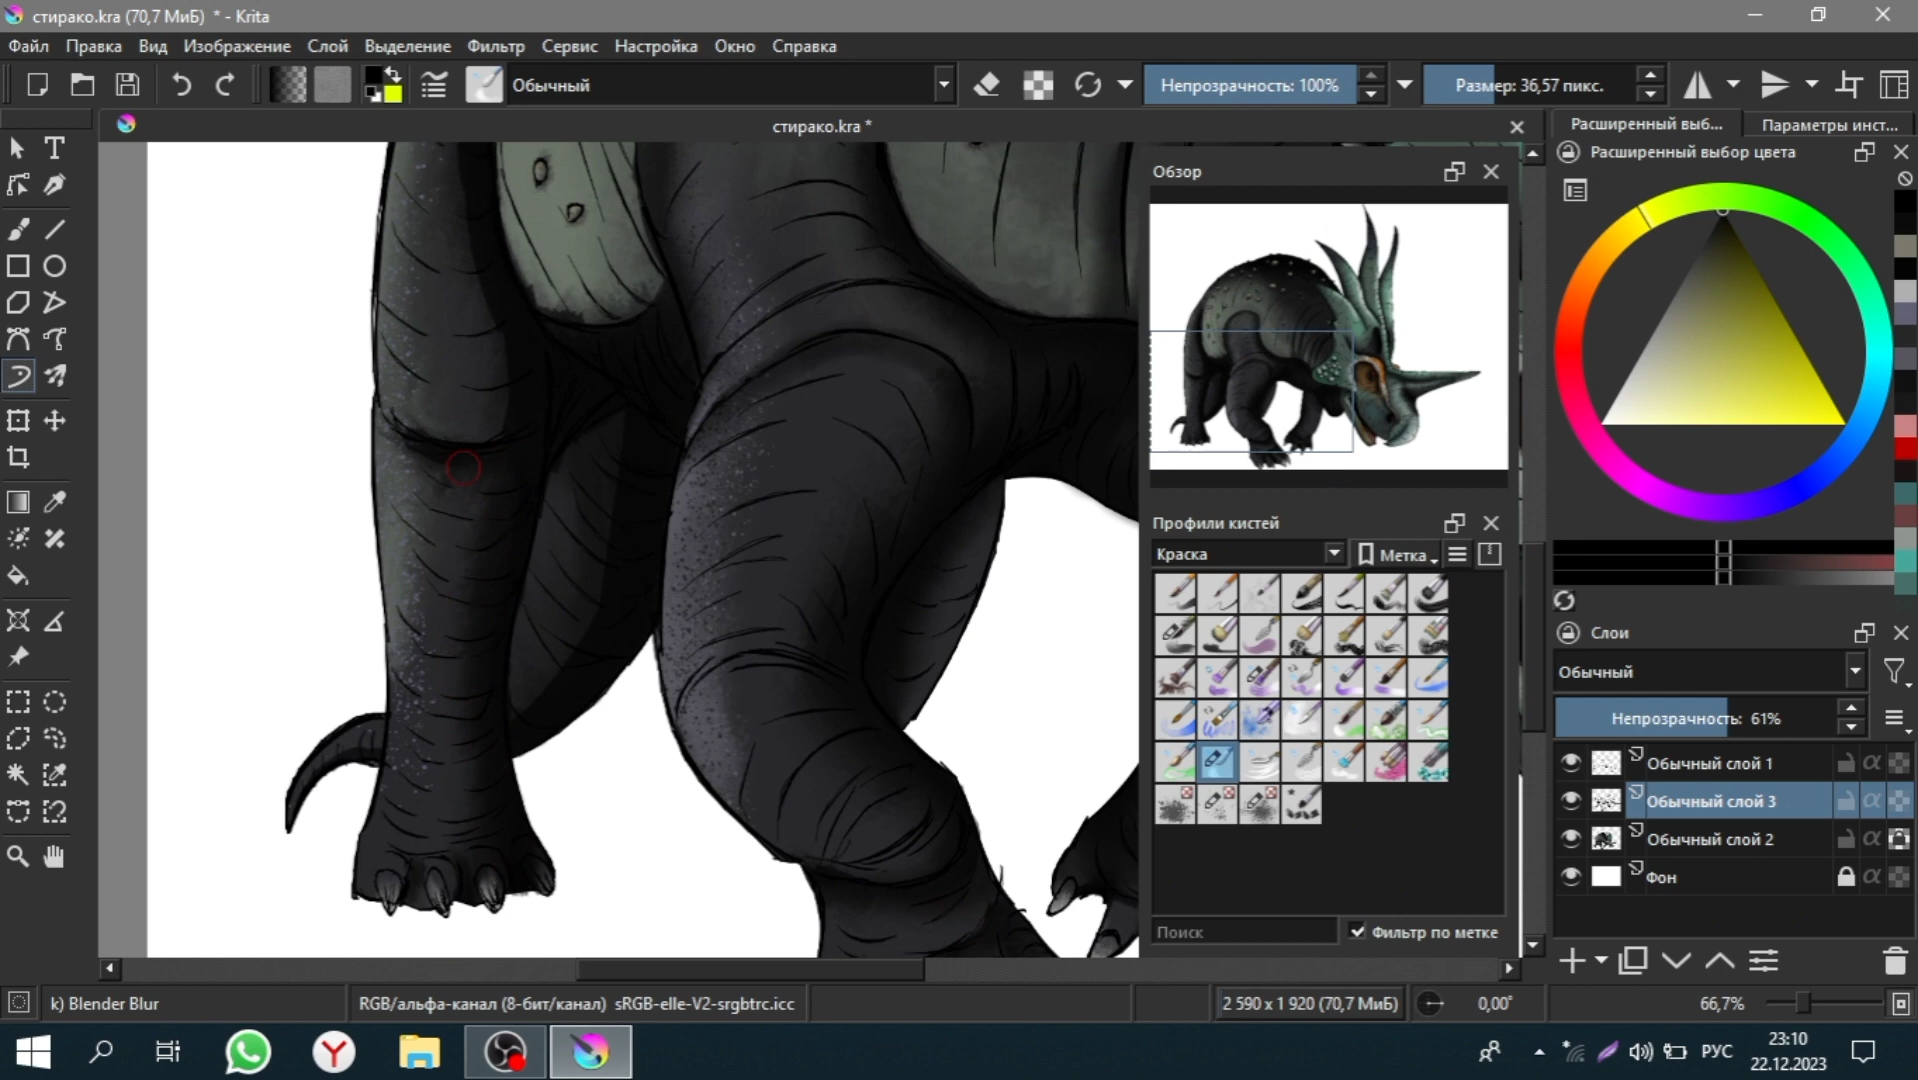 стирако.kra (70,7 МиБ) * - Krita
Файл Правка Вид Изображение Слой Выделение Фильтр Сервис Настройка Окно Справка
Обычный
Непрозрачность: 100%
Размер: 36,57 пикс.
стирако.kra *
Расширенный выб...
Параметры инст...
Расширенный выбор цвета
Обзор
Профили кистей
Краска
Метка
Слои
Обычный
Непрозрачность: 61%
Обычный слой 1
Обычный слой 3
Обычный слой 2
Фон
Поиск
Фильтр по метке
k) Blender Blur
RGB/альфа-канал (8-бит/канал) sRGB-elle-V2-srgbtrc.icc
2 590 x 1 920 (70,7 МиБ)
0,00°
66,7%
РУС
23:10
22.12.2023